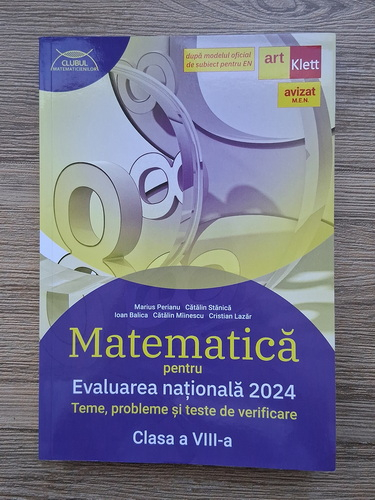 CLUBUL
MATEMATICIENILOR
după modelul oficial
de subiect pentru EN
art Klett
avizat
M.E.N.
Marius Perianu Cătălin Stănică
Ioan Balica Cătălin Miinescu Cristian Lazăr
Matematică
pentru
Evaluarea națională 2024
Teme, probleme și teste de verificare
Clasa a VIII-a